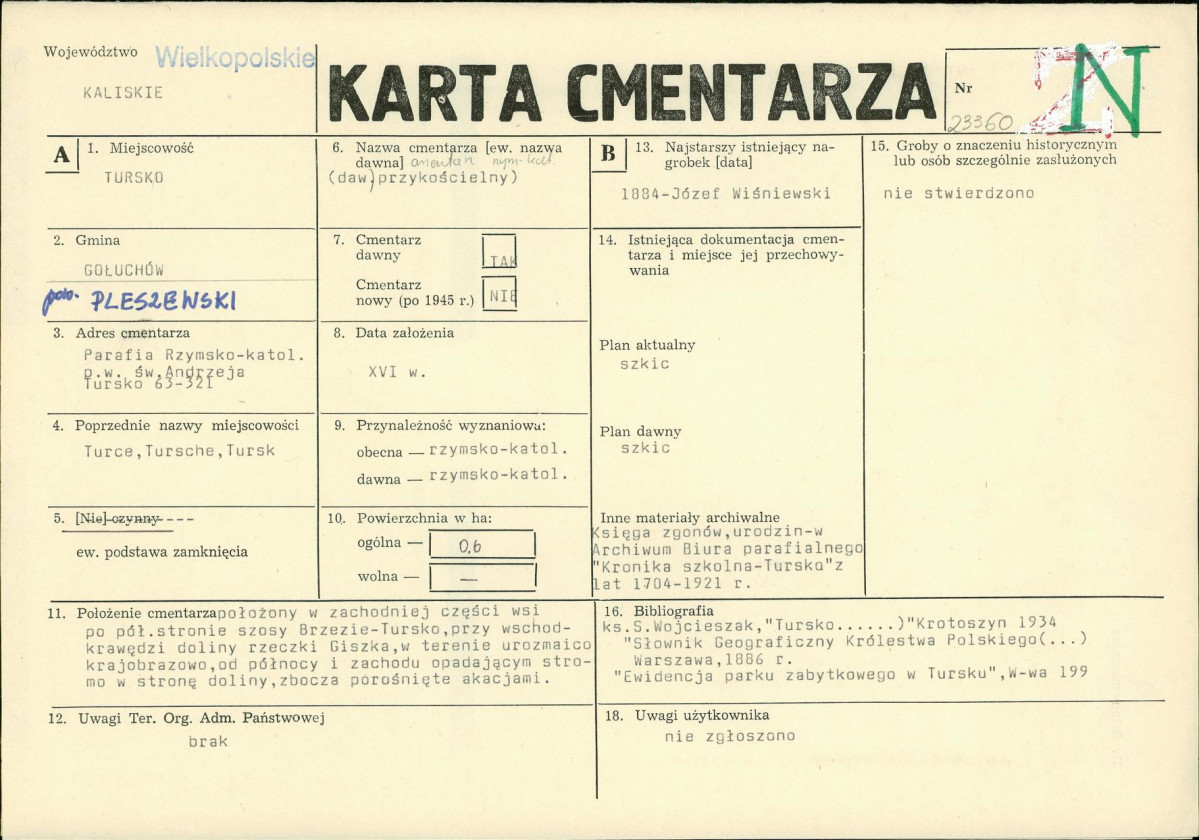 Województwo Wielkopolskie
KALISKIE
KARTA CMENTARZA
Nr
23360
ZN
A
1. Miejscowość
TURSKO
2. Gmina
GOŁUCHÓW
pow. PLESZEWSKI
3. Adres cmentarza
Parafia Rzymsko-katol.
p.w. św.Andrzeja
Tursko 63-321
4. Poprzednie nazwy miejscowości
Turce,Tursche,Tursk
5. [Nie] czynny----
ew. podstawa zamknięcia
6. Nazwa cmentarza [ew. nazwa
dawna] cmentarz rzym-kat.
(daw)przykościelny)
7. Cmentarz
dawny TAK
Cmentarz
nowy (po 1945 r.) NIE
8. Data założenia
XVI w.
9. Przynależność wyznaniowa:
obecna — rzymsko-katol.
dawna — rzymsko-katol.
10. Powierzchnia w ha:
ogólna — 0,6
wolna — —
B
13. Najstarszy istniejący na-
grobek [data]
1884-Józef Wiśniewski
14. Istniejąca dokumentacja cmen-
tarza i miejsce jej przechowy-
wania
Plan aktualny
szkic
Plan dawny
szkic
Inne materiały archiwalne
Księga zgonów,urodzin-w
Archiwum Biura parafialnego
"Kronika szkolna-Tursko"z
lat 1704-1921 r.
15. Groby o znaczeniu historycznym
lub osób szczególnie zasłużonych
nie stwierdzono
11. Położenie cmentarza położony w zachodniej części wsi
po pół.stronie szosy Brzezie-Tursko,przy wschod-
krawędzi doliny rzeczki Giszka,w terenie urozmaico
krajobrazowo,od północy i zachodu opadającym stro-
mo w stronę doliny,zbocza porośnięte akacjami.
16. Bibliografia
ks.S.Wojcieszak,"Tursko......)"Krotoszyn 1934
"Słownik Geograficzny Królestwa Polskiego(...)
Warszawa,1886 r.
"Ewidencja parku zabytkowego w Tursku",W-wa 199
12. Uwagi Ter. Org. Adm. Państwowej
brak
18. Uwagi użytkownika
nie zgłoszono